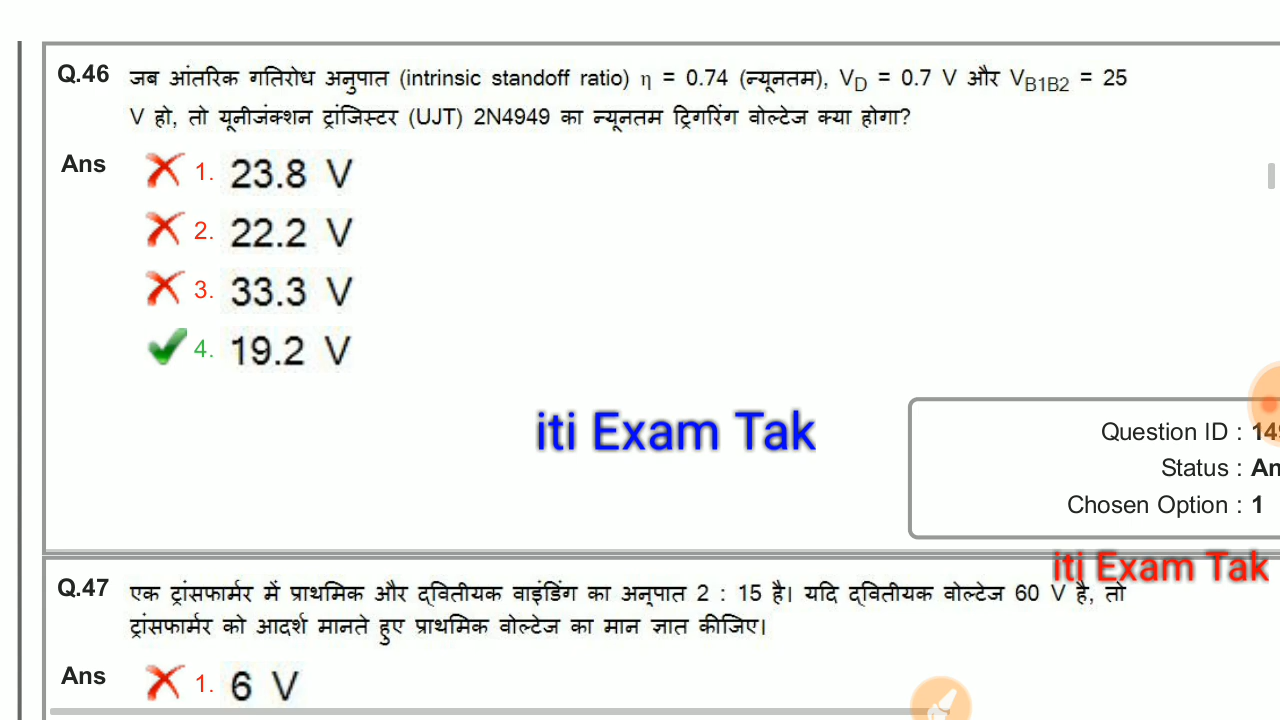 Q.46 जब आंतरिक गतिरोध अनुपात (intrinsic standoff ratio) η = 0.74 (न्यूनतम), VD = 0.7 V और VB1B2 = 25
V हो, तो यूनीजंक्शन ट्रांजिस्टर (UJT) 2N4949 का न्यूनतम ट्रिगरिंग वोल्टेज क्या होगा?
Ans 1. 23.8 V
2. 22.2 V
3. 33.3 V
4. 19.2 V
iti Exam Tak
Question ID : 149
Status : An
Chosen Option : 1
iti Exam Tak
Q.47 एक ट्रांसफार्मर में प्राथमिक और द्वितीयक वाइंडिंग का अनुपात 2 : 15 है। यदि द्वितीयक वोल्टेज 60 V है, तो
ट्रांसफार्मर को आदर्श मानते हुए प्राथमिक वोल्टेज का मान ज्ञात कीजिए।
Ans 1. 6 V